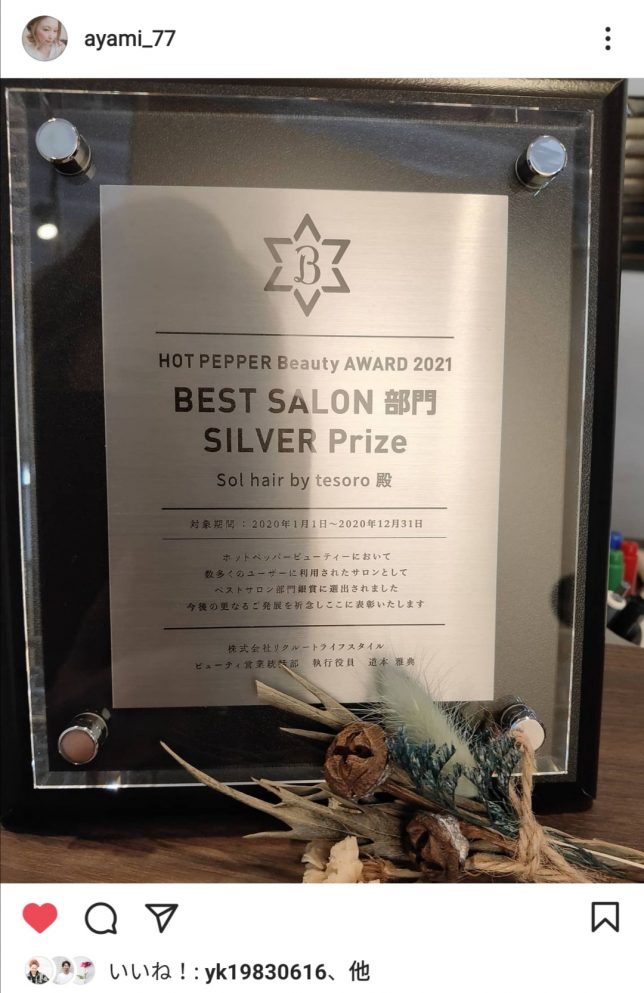 ayami_77
B
HOT PEPPER Beauty AWARD 2021
BEST SALON 部門
SILVER Prize
Sol hair by tesoro 殿
対象期間：2020年1月1日～2020年12月31日
ホットペッパービューティーにおいて
数多くのユーザーに利用されたサロンとして
ベストサロン部門銀賞に選出されました
今後の更なるご発展を祈念しここに表彰いたします
株式会社リクルートライフスタイル
ビューティ営業統括部 執行役員 道本 雅典
いいね！: yk19830616、他